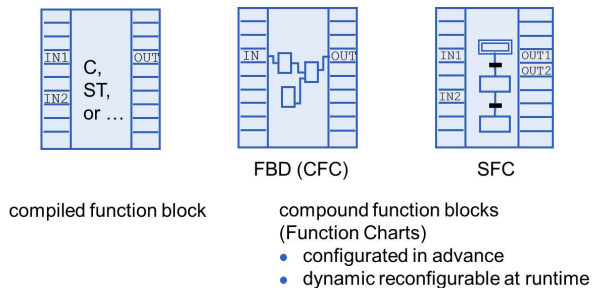 IN1
IN2
C,
ST,
or ...
OUT
IN
OUT
IN1
IN2
OUT1
OUT2
FBD (CFC)
SFC
compiled function block
compound function blocks
(Function Charts)
• configurated in advance
• dynamic reconfigurable at runtime